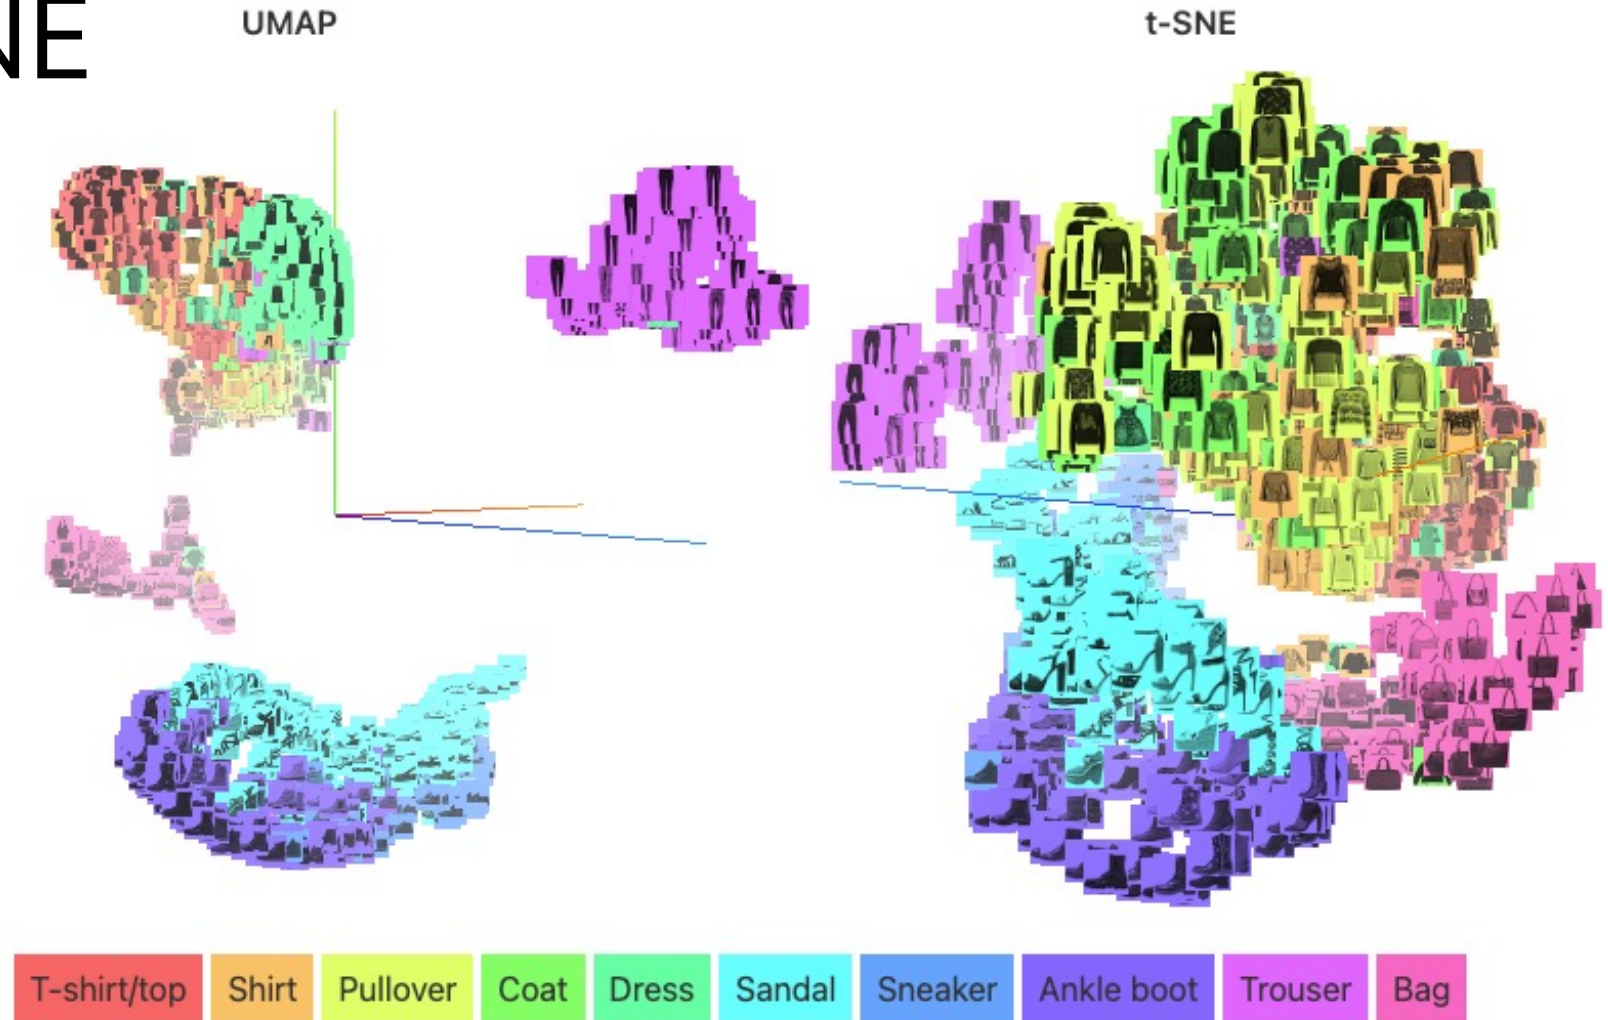 NE
UMAP
t-SNE
T-shirt/top Shirt Pullover Coat Dress Sandal Sneaker Ankle boot Trouser Bag